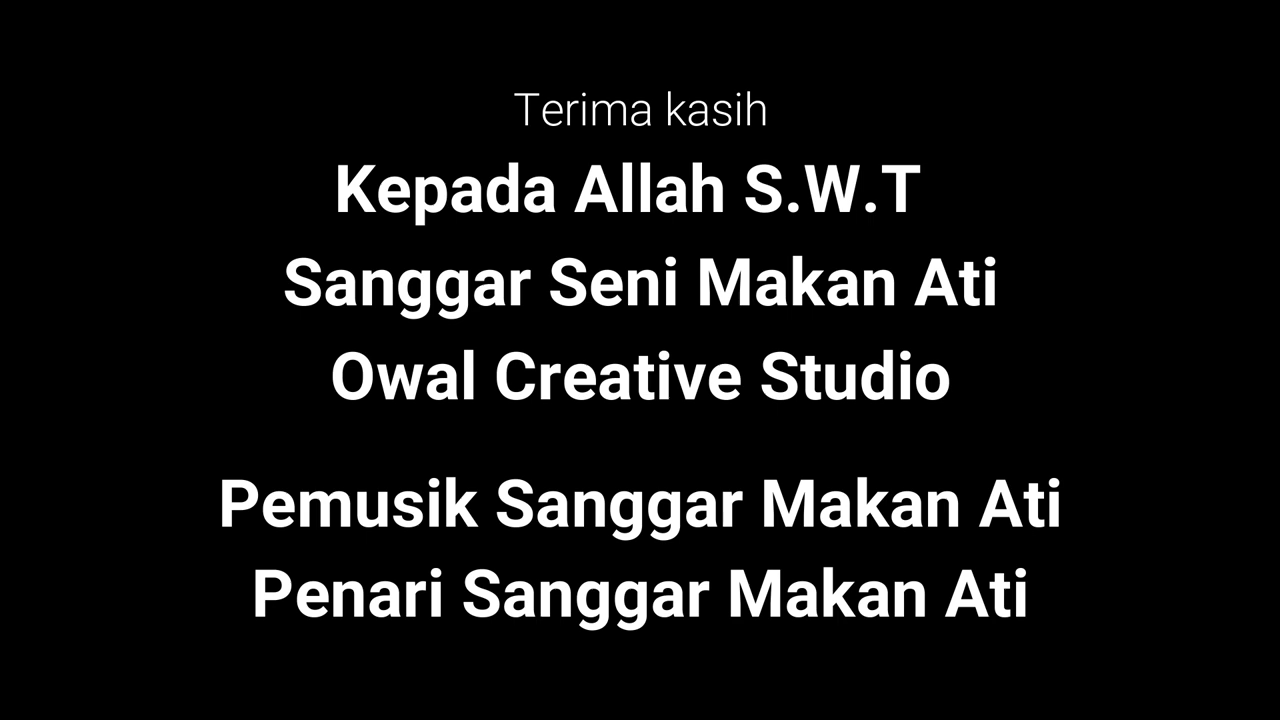 Terima kasih
Kepada Allah S.W.T
Sanggar Seni Makan Ati
Owal Creative Studio
Pemusik Sanggar Makan Ati
Penari Sanggar Makan Ati